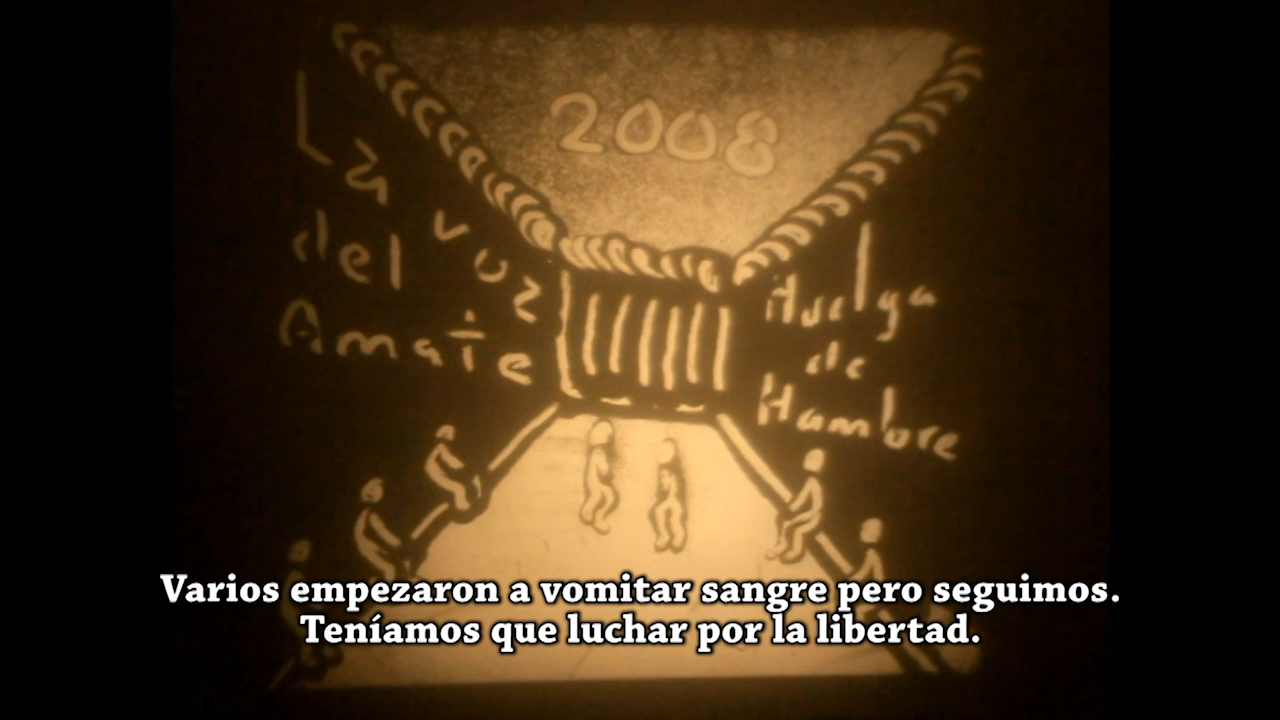 2008
La voz
del
Amate
Huelga
de
Hambre
Varios empezaron a vomitar sangre pero seguimos.
Teníamos que luchar por la libertad.